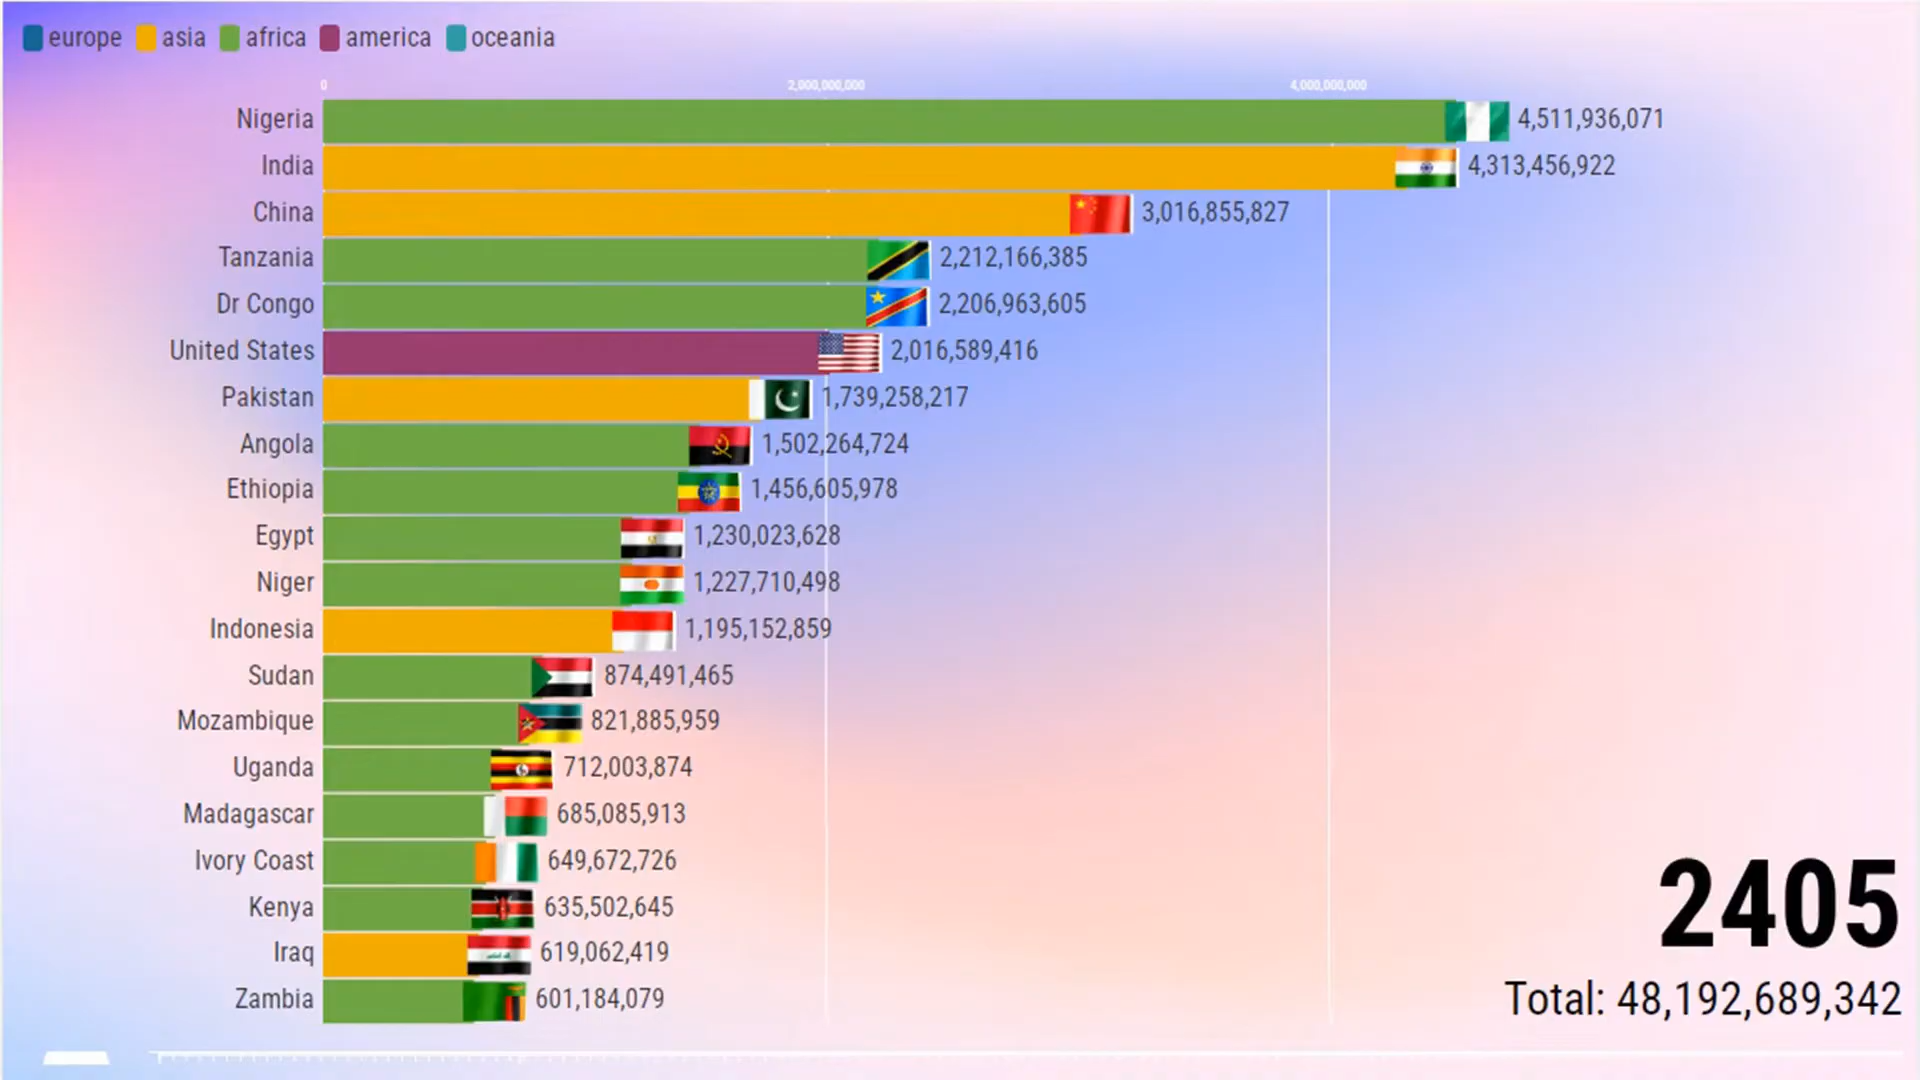 europe asia africa america oceania
0 2,000,000,000 4,000,000,000
Nigeria 4,511,936,071
India 4,313,456,922
China 3,016,855,827
Tanzania 2,212,166,385
Dr Congo 2,206,963,605
United States 2,016,589,416
Pakistan 1,739,258,217
Angola 1,502,264,724
Ethiopia 1,456,605,978
Egypt 1,230,023,628
Niger 1,227,710,498
Indonesia 1,195,152,859
Sudan 874,491,465
Mozambique 821,885,959
Uganda 712,003,874
Madagascar 685,085,913
Ivory Coast 649,672,726
Kenya 635,502,645
Iraq 619,062,419
Zambia 601,184,079
2405
Total: 48,192,689,342